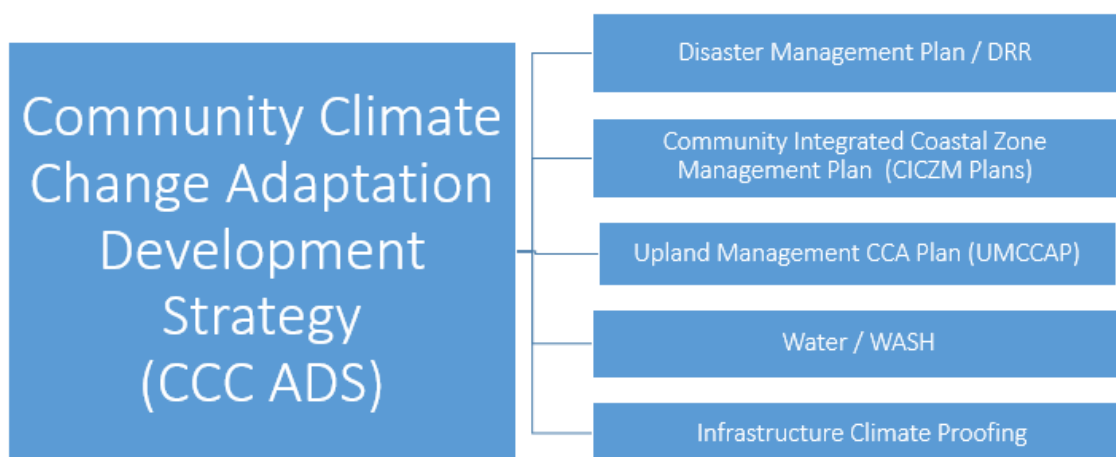 Community Climate
Change Adaptation
Development
Strategy
(CCC ADS)
Disaster Management Plan / DRR
Community Integrated Coastal Zone
Management Plan  (CICZM Plans)
Upland Management CCA Plan (UMCCAP)
Water / WASH
Infrastructure Climate Proofing